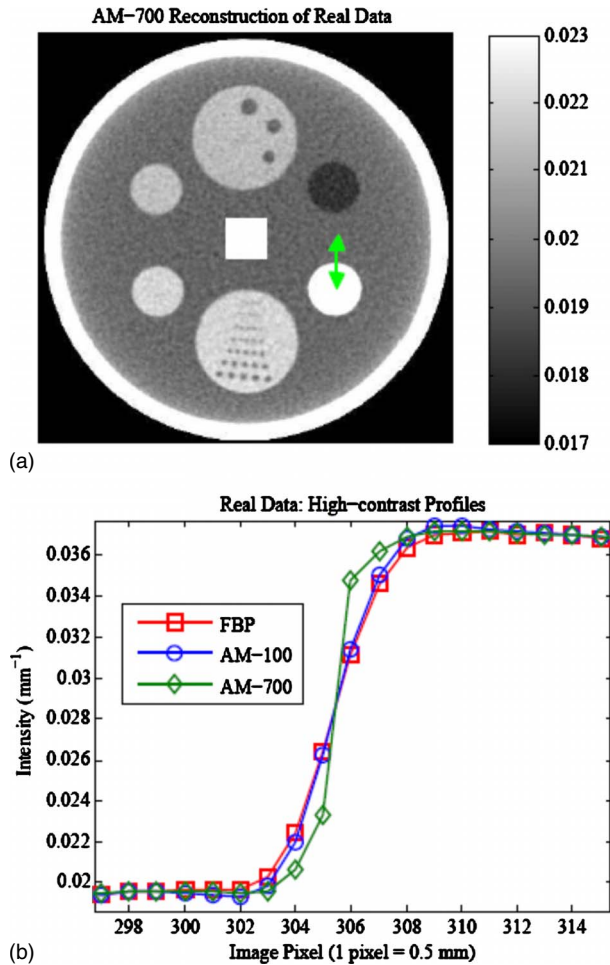 AM−700 Reconstruction of Real Data
0.023
0.022
0.021
0.02
0.019
0.018
0.017
(a)
Real Data: High−contrast Profiles
0.036
0.034
0.032
0.03
0.028
0.026
0.024
0.022
0.02
Intensity (mm−1)
FBP
AM−100
AM−700
298 300 302 304 306 308 310 312 314
Image Pixel (1 pixel = 0.5 mm)
(b)